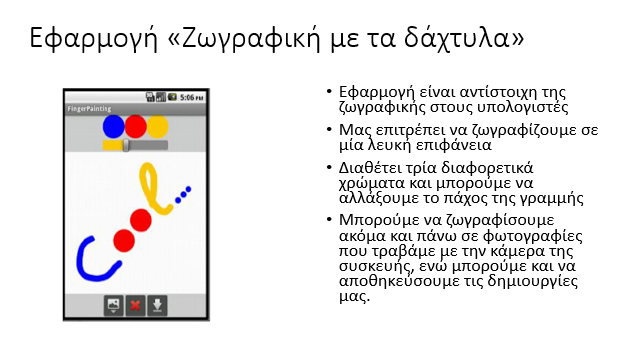 Εφαρμογή «Ζωγραφική με τα δάχτυλα»
5:06 PM
FingerPainting
Cool...
• Εφαρμογή είναι αντίστοιχη της
ζωγραφικής στους υπολογιστές
• Μας επιτρέπει να ζωγραφίζουμε σε
μία λευκή επιφάνεια
• Διαθέτει τρία διαφορετικά
χρώματα και μπορούμε να
αλλάξουμε το πάχος της γραμμής
• Μπορούμε να ζωγραφίσουμε
ακόμα και πάνω σε φωτογραφίες
που τραβάμε με την κάμερα της
συσκευής, ενώ μπορούμε και να
αποθηκεύσουμε τις δημιουργίες
μας.